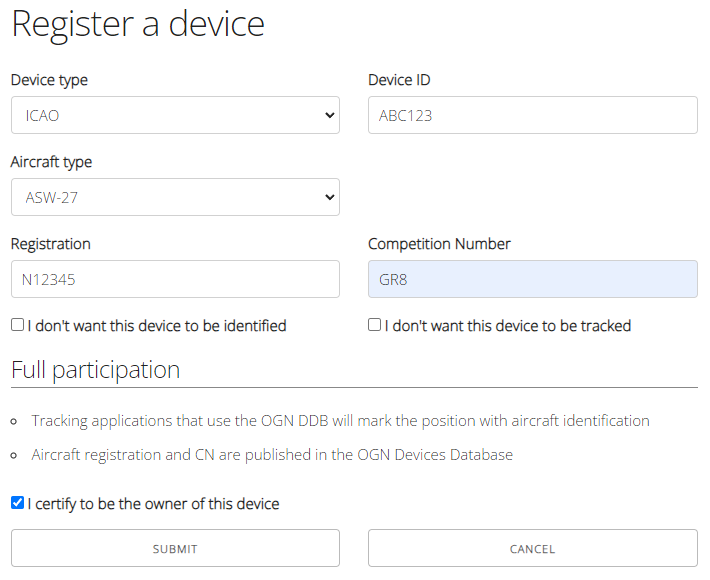 Register a device
Device type Device ID
ICAO ABC123
Aircraft type
ASW-27
Registration Competition Number
N12345 GR8
I don't want this device to be identified I don't want this device to be tracked
Full participation
Tracking applications that use the OGN DDB will mark the position with aircraft identification
Aircraft registration and CN are published in the OGN Devices Database
I certify to be the owner of this device
SUBMIT CANCEL